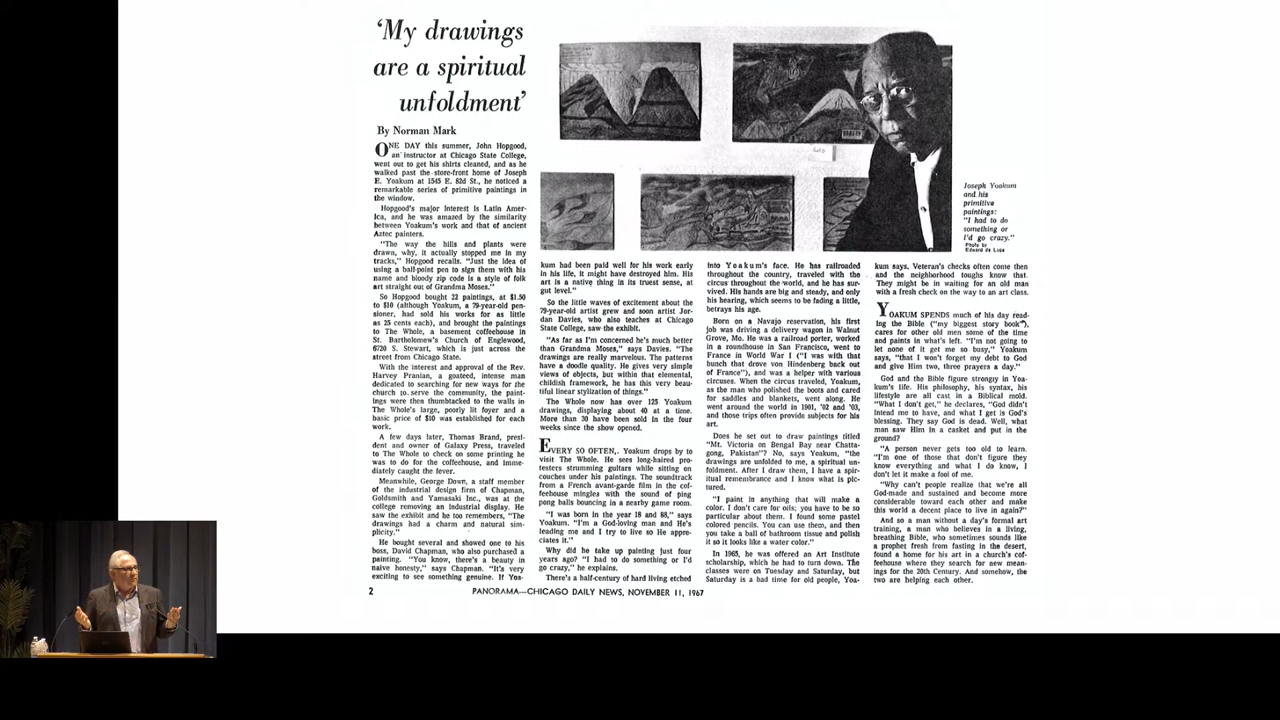 ‘My drawings
are a spiritual
unfoldment’
By Norman Mark
ONE DAY this summer, John Hopgood,
an instructor at Chicago State College,
went out to get his shirts cleaned, and as he
walked past the store-front home of Joseph
E. Yoakum at 1545 E. 82d St., he noticed a
remarkable series of primitive paintings in
the window.
Hopgood's major interest is Latin Amer-
ica, and he was amazed by the similarity
between Yoakum's work and that of ancient
Aztec painters.
"The way the hills and plants were
drawn, why, it actually stopped me in my
tracks," Hopgood recalls. "Just the idea of
using a ball-point pen to sign them with his
name and bloody zip code is a style of folk
art straight out of Grandma Moses."
So Hopgood bought 22 paintings, at $1.50
to $10 (although Yoakum, a 79-year-old pen-
sioner, had sold his works for as little
as 25 cents each), and brought the paintings
to The Whole, a basement coffeehouse in
St. Bartholomew's Church of Englewood,
6720 S. Stewart, which is just across the
street from Chicago State.
With the interest and approval of the Rev.
Harvey Pranian, a goateed, intense man
dedicated to searching for new ways for the
church to serve the community, the paint-
ings were then thumbtacked to the walls in
The Whole's large, poorly lit foyer and a
basic price of $10 was established for each
work.
A few days later, Thomas Brand, presi-
dent and owner of Galaxy Press, traveled
to The Whole to check on some printing he
was to do for the coffeehouse, and imme-
diately caught the fever.
Meanwhile, George Down, a staff member
of the industrial design firm of Chapman,
Goldsmith and Yamasaki Inc., was at the
college removing an industrial display. He
saw the exhibit and he too remembers, "The
drawings had a charm and natural sim-
plicity."
He bought several and showed one to his
boss, David Chapman, who also purchased a
painting. "You know, there's a beauty in
naive honesty," says Chapman. "It's very
exciting to see something genuine. If Yoa-
kum had been paid well for his work early
in his life, it might have destroyed him. His
art is a native thing in its truest sense, at
gut level."
So the little waves of excitement about the
79-year-old artist grew and soon artist Jor-
dan Davies, who also teaches at Chicago
State College, saw the exhibit.
"As far as I'm concerned he's much better
than Grandma Moses," says Davies. "The
drawings are really marvelous. The patterns
have a doodle quality. He gives very simple
views of objects, but within that elemental,
childish framework, he has this very beau-
tiful linear stylization of things."
The Whole now has over 125 Yoakum
drawings, displaying about 40 at a time.
More than 30 have been sold in the four
weeks since the show opened.
EVERY SO OFTEN, Yoakum drops by to
visit The Whole. He sees long-haired pro-
testers strumming guitars while sitting on
couches under his paintings. The soundtrack
from a French avant-garde film in the cof-
feehouse mingles with the sound of ping
pong balls bouncing in a nearby game room.
"I was born in the year 18 and 88," says
Yoakum. "I'm a God-loving man and He's
leading me and I try to live so He appre-
ciates it."
Why did he take up painting just four
years ago? "I had to do something or I'd
go crazy," he explains.
There's a half-century of hard living etched
into Yoakum's face. He has railroaded
throughout the country, traveled with the
circus throughout the world, and he has sur-
vived. His hands are big and steady, and only
his hearing, which seems to be fading a little,
betrays his age.
Born on a Navajo reservation, his first
job was driving a delivery wagon in Walnut
Grove, Mo. He was a railroad porter, worked
in a roundhouse in San Francisco, went to
France in World War I ("I was with that
bunch that drove von Hindenberg back out
of France"), and was a helper with various
circuses. When the circus traveled, Yoakum,
as the man who polished the boots and cared
for saddles and blankets, went along. He
went around the world in 1901, '02 and '03,
and those trips often provide subjects for his
art.
Does he set out to draw paintings titled
"Mt. Victoria on Bengal Bay near Chatta-
gong, Pakistan"? No, says Yoakum, "the
drawings are unfolded to me, a spiritual un-
foldment. After I draw them, I have a spir-
itual remembrance and I know what is pic-
tured.
"I paint in anything that will make a
color. I don't care for oils; you have to be so
particular about them. I found some pastel
colored pencils. You can use them, and then
you take a ball of bathroom tissue and polish
it so it looks like a water color."
In 1965, he was offered an Art Institute
scholarship, which he had to turn down. The
classes were on Tuesday and Saturday, but
Saturday is a bad time for old people, Yoa-
kum says. Veteran's checks often come then
and the neighborhood toughs know that.
They might be in waiting for an old man
with a fresh check on the way to an art class.
YOAKUM SPENDS much of his day read-
ing the Bible ("my biggest story book"),
cares for other old men some of the time
and paints in what's left. "I'm not going to
let none of it get me so busy," Yoakum
says, "that I won't forget my debt to God
and give Him two, three prayers a day."
God and the Bible figure strongly in Yoa-
kum's life. His philosophy, his syntax, his
lifestyle are all cast in a Biblical mold.
"What I don't get," he declares, "God didn't
intend me to have, and what I get is God's
blessing. They say God is dead. Well, what
man saw Him in a casket and put in the
ground?
"A person never gets too old to learn.
"I'm one of those that don't figure they
know everything and what I do know, I
don't let it make a fool of me.
"Why can't people realize that we're all
God-made and sustained and become more
considerate toward each other and make
this world a decent place to live in again?"
And so a man without a day's formal art
training, a man who believes in a living,
breathing Bible, who sometimes sounds like
a prophet fresh from fasting in the desert,
found a home for his art in a church's cof-
feehouse where they search for new mean-
ings for the 20th Century. And somehow, the
two are helping each other.
Joseph Yoakum
and his
primitive
paintings:
"I had to do
something or
I'd go crazy."
Photo by
Edward de Luga
2
PANORAMA—CHICAGO DAILY NEWS, NOVEMBER 11, 1967